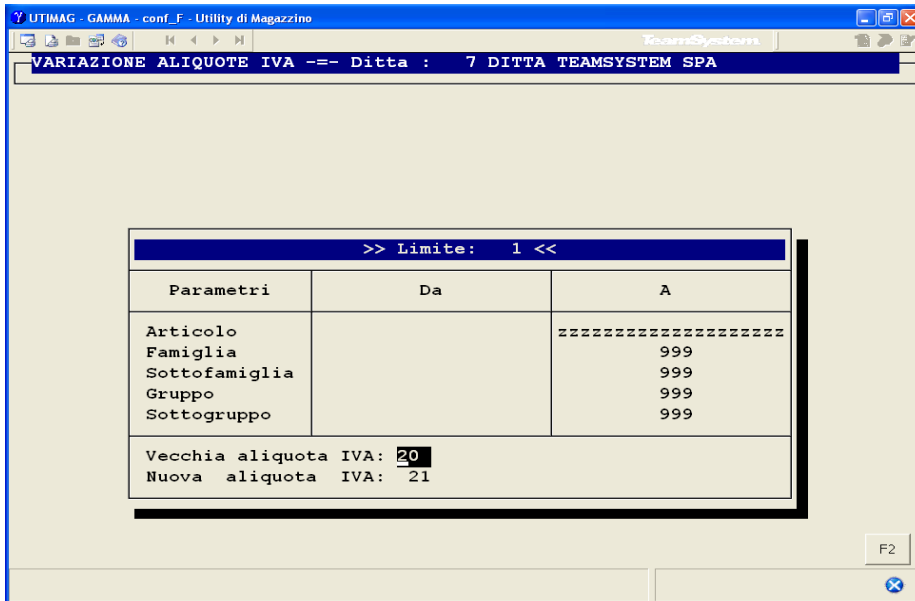 UTIMAG - GAMMA - conf_F - Utility di Magazzino
TeamSystem
VARIAZIONE ALIQUOTE IVA -=- Ditta : 7 DITTA TEAMSYSTEM SPA
>> Limite: 1 <<
Parametri Da A
Articolo zzzzzzzzzzzzzzzzzzzz
Famiglia 999
Sottofamiglia 999
Gruppo 999
Sottogruppo 999
Vecchia aliquota IVA: 20
Nuova aliquota IVA: 21
F2